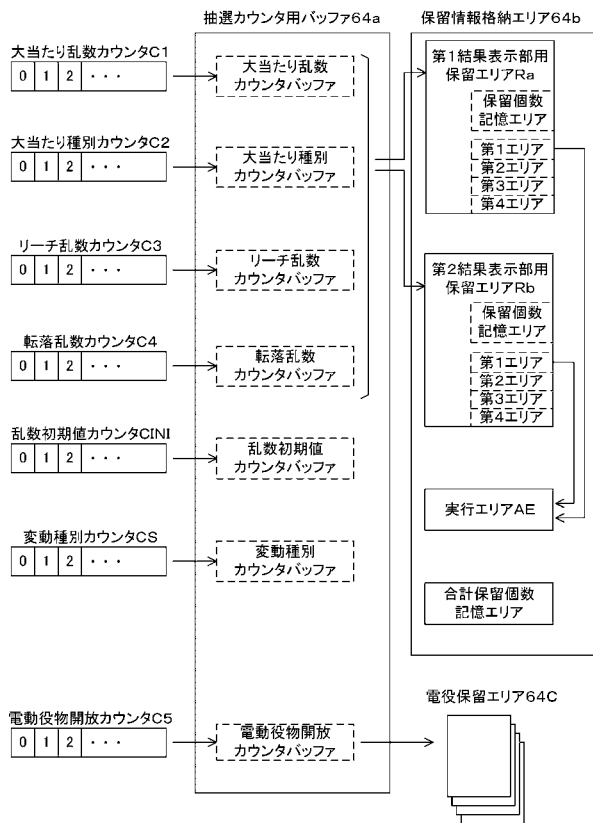 抽選カウンタ用バッファ64a
保留情報格納エリア64b
大当たり乱数カウンタC1
0 1 2 ・・・
大当たり乱数
カウンタバッファ
大当たり種別カウンタC2
0 1 2 ・・・
大当たり種別
カウンタバッファ
リーチ乱数カウンタC3
0 1 2 ・・・
リーチ乱数
カウンタバッファ
転落乱数カウンタC4
0 1 2 ・・・
転落乱数
カウンタバッファ
乱数初期値カウンタCINI
0 1 2 ・・・
乱数初期値
カウンタバッファ
変動種別カウンタCS
0 1 2 ・・・
変動種別
カウンタバッファ
電動役物開放カウンタC5
0 1 2 ・・・
電動役物開放
カウンタバッファ
第1結果表示部用
保留エリアRa
保留個数
記憶エリア
第1エリア
第2エリア
第3エリア
第4エリア
第2結果表示部用
保留エリアRb
保留個数
記憶エリア
第1エリア
第2エリア
第3エリア
第4エリア
実行エリアAE
合計保留個数
記憶エリア
電役保留エリア64C